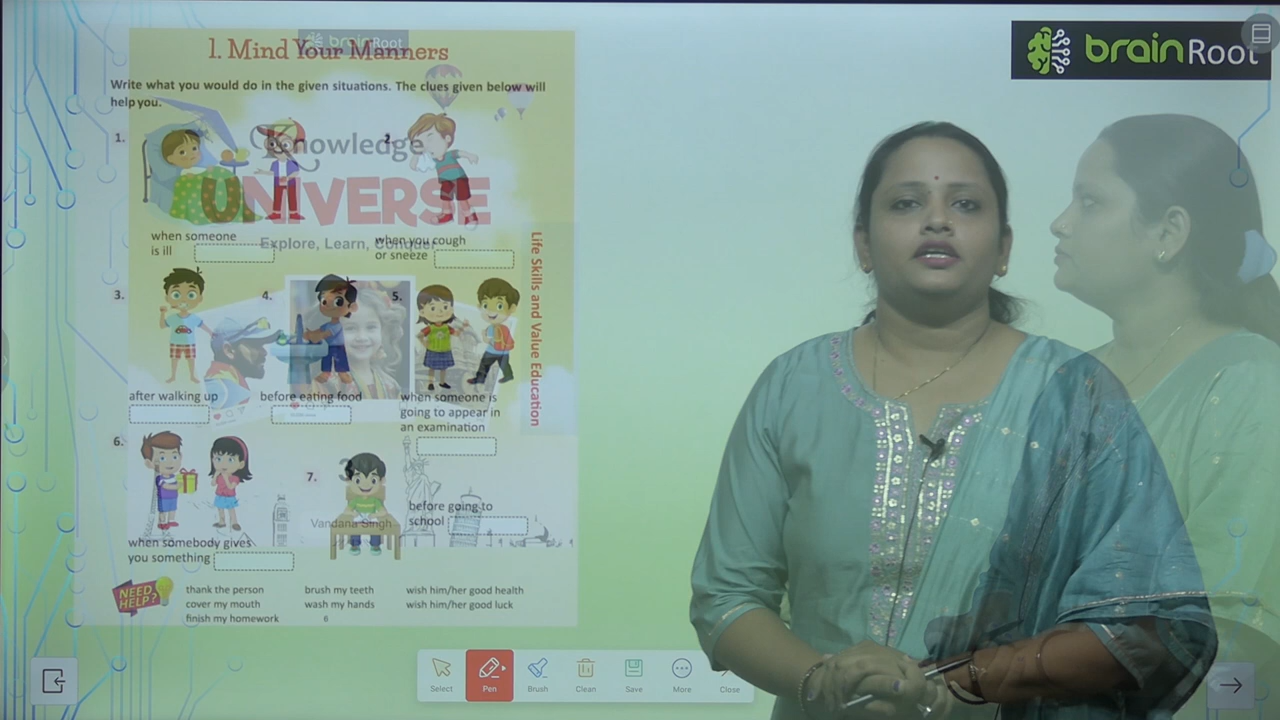 brainRoot
1. Mind Your Manners
brainRoot
Write what you would do in the given situations. The clues given below will
help you.
1.
2.
Knowledge
UNIVERSE
Explore, Learn, Conquer
when someone
is ill
when you cough
or sneeze
Life Skills and Value Education
3.
4.
5.
after walking up
before eating food
when someone is
going to appear in
an examination
6.
7.
Vandana Singh
before going to
school
when somebody gives
you something
NEED
HELP?
thank the person
brush my teeth
wish him/her good health
cover my mouth
wash my hands
wish him/her good luck
finish my homework
6
Select
Pen
Brush
Clean
Save
More
Close